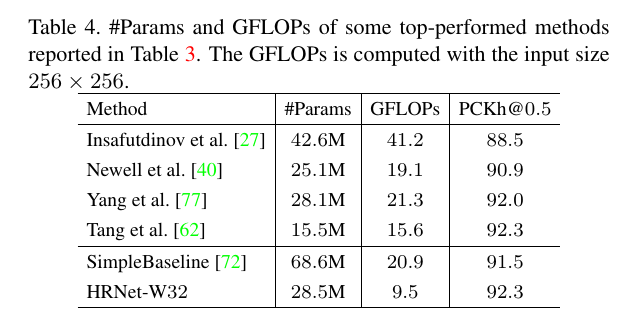 Table 4. #Params and GFLOPs of some top-performed methods
reported in Table 3. The GFLOPs is computed with the input size
256 × 256.
Method #Params GFLOPs PCKh@0.5
Insafutdinov et al. [27] 42.6M 41.2 88.5
Newell et al. [40] 25.1M 19.1 90.9
Yang et al. [77] 28.1M 21.3 92.0
Tang et al. [62] 15.5M 15.6 92.3
SimpleBaseline [72] 68.6M 20.9 91.5
HRNet-W32 28.5M 9.5 92.3